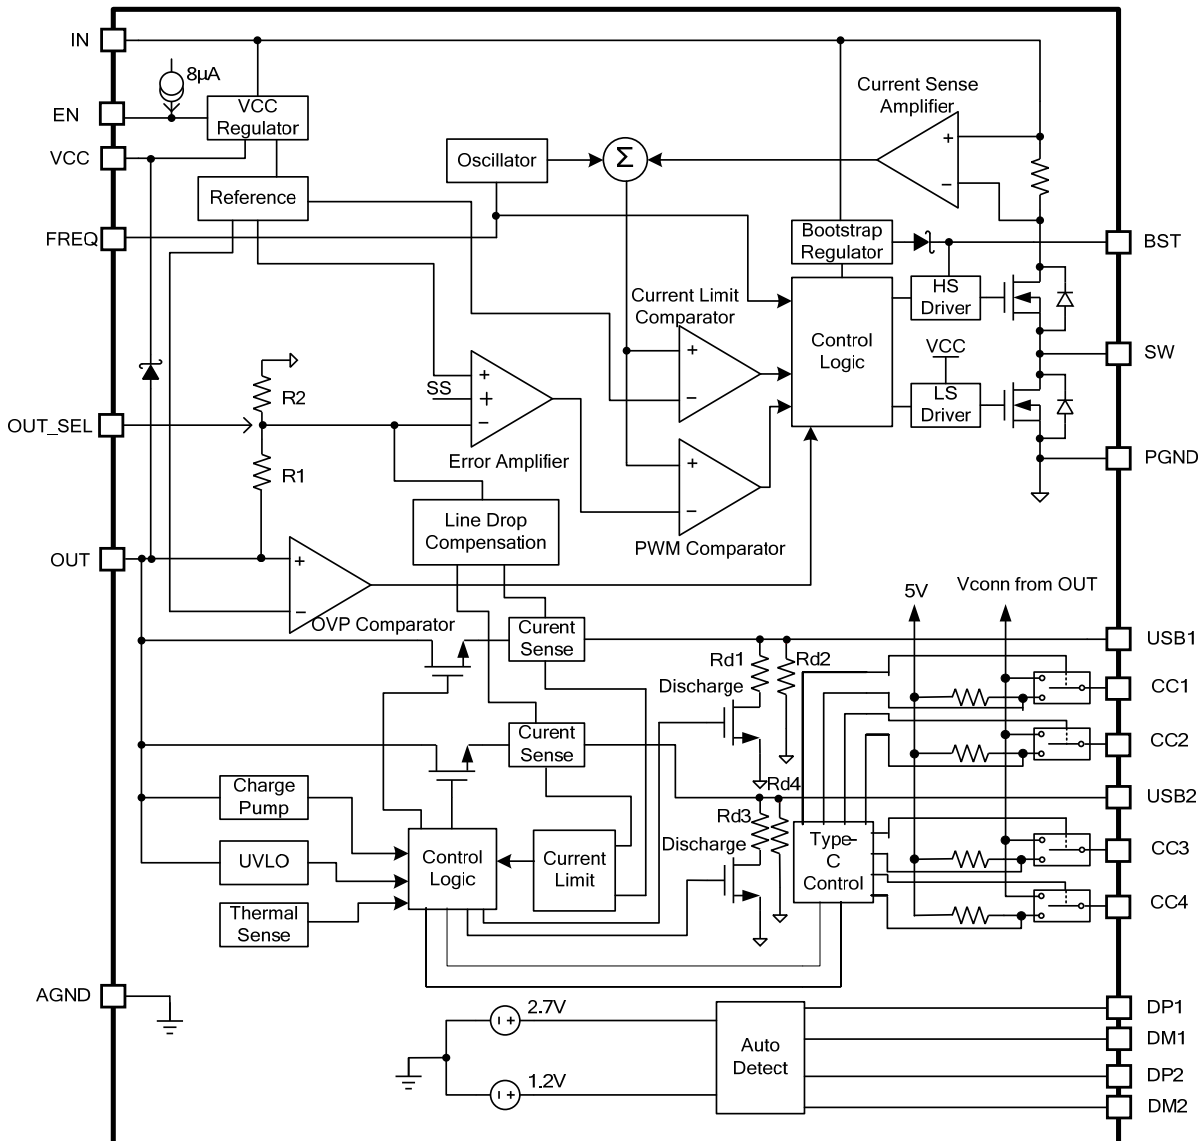 IN
8µA
EN
VCC
Regulator
VCC
Reference
FREQ
Oscillator
Σ
Current Sense
Amplifier
+
−
Bootstrap
Regulator
BST
HS
Driver
Current Limit
Comparator
+
−
Control
Logic
SW
VCC
LS
Driver
R2
SS
+
+
−
OUT_SEL
Error Amplifier
R1
+
−
PGND
Line Drop
Compensation
PWM Comparator
OUT
+
−
OVP Comparator
5V
Vconn from OUT
Curent
Sense
USB1
Rd1
Rd2
Discharge
CC1
Curent
Sense
CC2
Charge
Pump
Rd4
USB2
Rd3
Discharge
Type-
C
Control
UVLO
Control
Logic
Current
Limit
CC3
Thermal
Sense
CC4
AGND
2.7V
DP1
Auto
Detect
DM1
1.2V
DP2
DM2